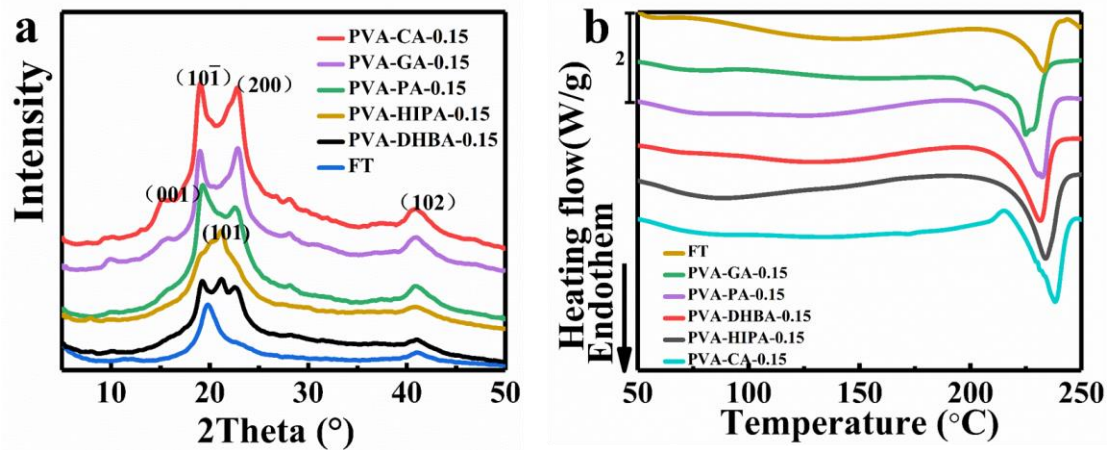 a
Intensity
PVA-CA-0.15
PVA-GA-0.15
PVA-PA-0.15
PVA-HIPA-0.15
PVA-DHBA-0.15
FT
(101̄)
(200)
(001)
(101)
(102)
10 20 30 40 50
2Theta (°)
b
2
Heating flow(W/g)
Endothem
FT
PVA-GA-0.15
PVA-PA-0.15
PVA-DHBA-0.15
PVA-HIPA-0.15
PVA-CA-0.15
50 100 150 200 250
Temperature (°C)